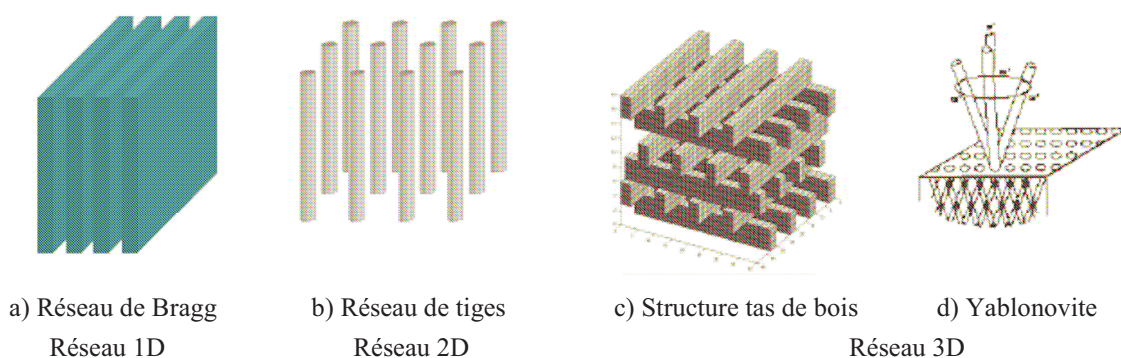 a) Réseau de Bragg b) Réseau de tiges c) Structure tas de bois d) Yablonovite
Réseau 1D Réseau 2D Réseau 3D